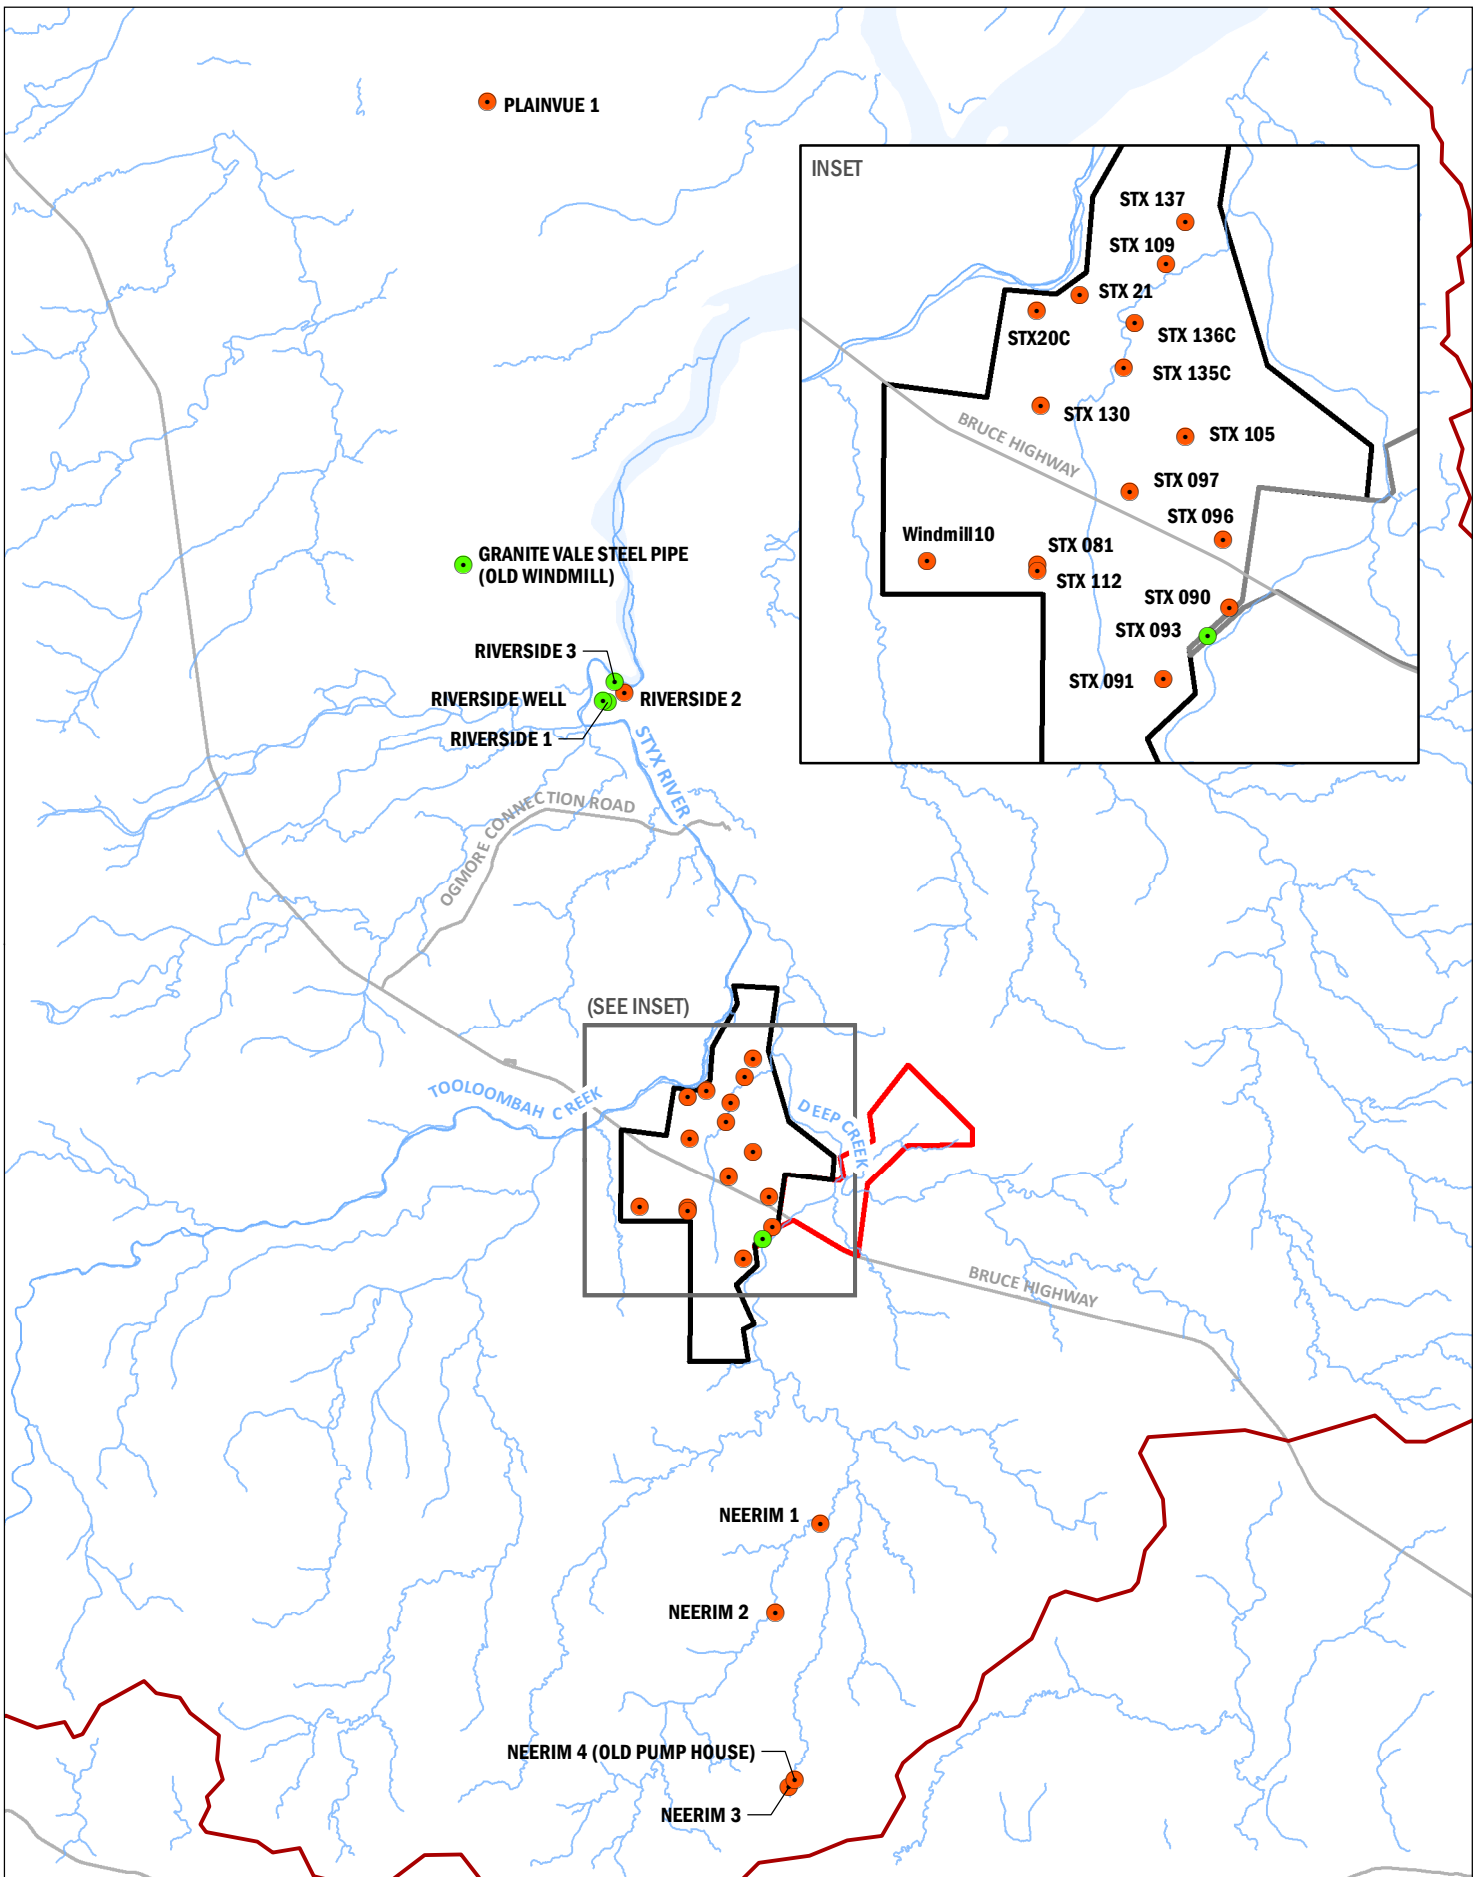 PLAINVUE 1
INSET
STX 137
STX 109
STX 21
STX20C
STX 136C
STX 135C
STX 130
BRUCE HIGHWAY
STX 105
STX 097
STX 096
Windmill10
STX 081
STX 112
STX 090
STX 093
STX 091
GRANITE VALE STEEL PIPE
(OLD WINDMILL)
RIVERSIDE 3
RIVERSIDE WELL
RIVERSIDE 2
RIVERSIDE 1
STYX RIVER
OGMORE CONNECTION ROAD
(SEE INSET)
TOOLOOMBAH CREEK
DEEP CREEK
BRUCE HIGHWAY
NEERIM 1
NEERIM 2
NEERIM 4 (OLD PUMP HOUSE)
NEERIM 3